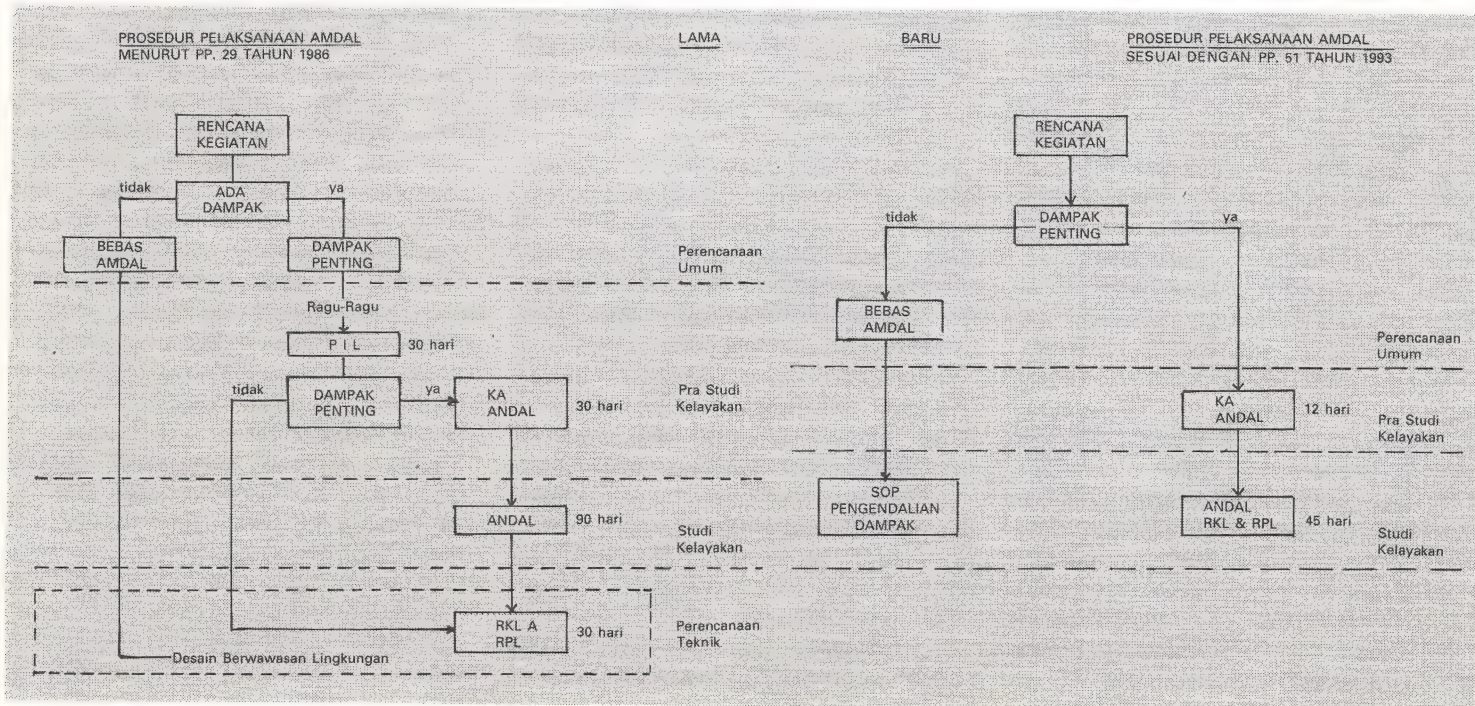 PROSEDUR PELAKSANAAN AMDAL
MENURUT PP. 29 TAHUN 1986
LAMA
BARU
PROSEDUR PELAKSANAAN AMDAL
SESUAI DENGAN PP. 51 TAHUN 1993
RENCANA
KEGIATAN
tidak
ADA
DAMPAK
ya
BEBAS
AMDAL
DAMPAK
PENTING
Perencanaan
Umum
Ragu-Ragu
P I L
30 hari
tidak
DAMPAK
PENTING
ya
KA
ANDAL
30 hari
Pra Studi
Kelayakan
ANDAL
90 hari
Studi
Kelayakan
RKL A
RPL
30 hari
Perencanaan
Teknik
Desain Berwawasan Lingkungan
RENCANA
KEGIATAN
tidak
DAMPAK
PENTING
ya
BEBAS
AMDAL
Perencanaan
Umum
KA
ANDAL
12 hari
Pra Studi
Kelayakan
SOP
PENGENDALIAN
DAMPAK
ANDAL
RKL & RPL
45 hari
Studi
Kelayakan